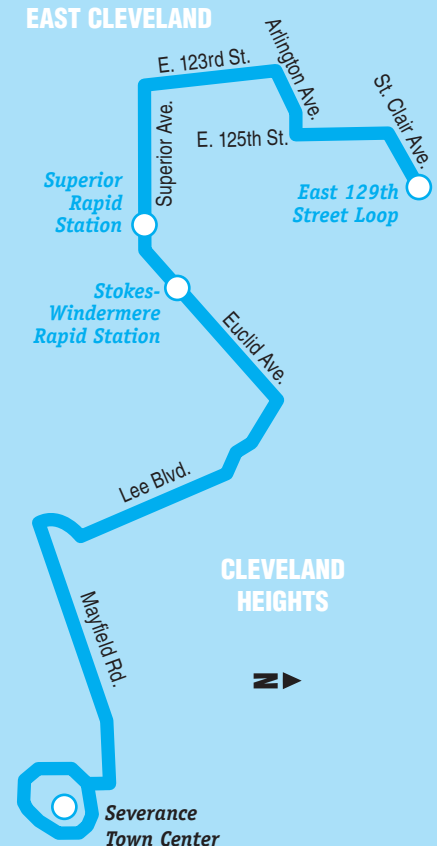 EAST CLEVELAND
E. 123rd St.
Arlington Ave.
St. Clair Ave.
Superior Ave.
E. 125th St.
Superior
Rapid
Station
East 129th
Street Loop
Stokes-
Windermere
Rapid Station
Euclid Ave.
Lee Blvd.
CLEVELAND
HEIGHTS
Mayfield Rd.
N
Severance
Town Center